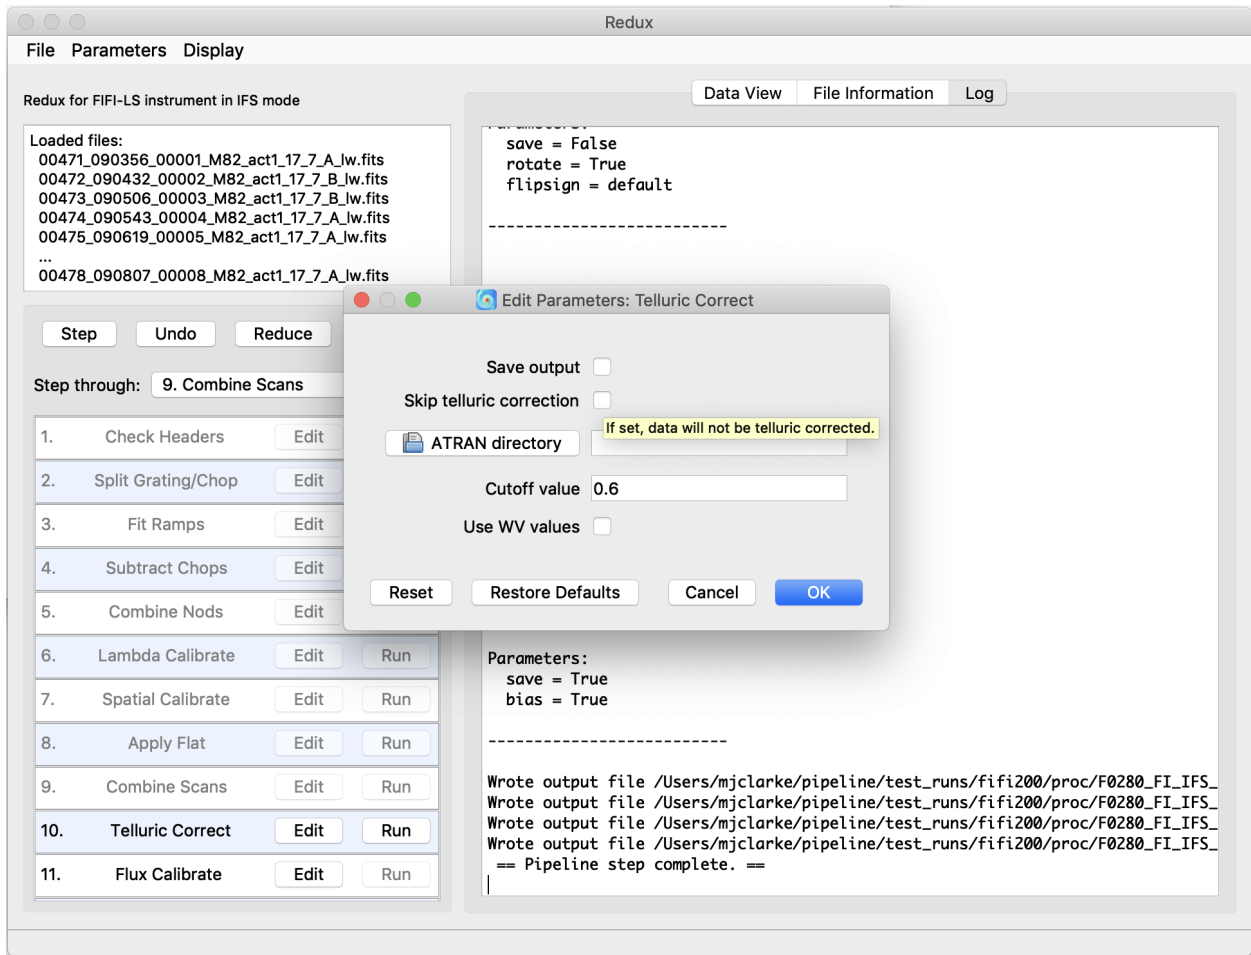 Redux
File Parameters Display
Redux for FIFI-LS instrument in IFS mode
Data View File Information Log
Loaded files:
00471_090356_00001_M82_act1_17_7_A_lw.fits
00472_090432_00002_M82_act1_17_7_B_lw.fits
00473_090506_00003_M82_act1_17_7_B_lw.fits
00474_090543_00004_M82_act1_17_7_A_lw.fits
00475_090619_00005_M82_act1_17_7_A_lw.fits
...
00478_090807_00008_M82_act1_17_7_A_lw.fits
Step Undo Reduce
Step through: 9. Combine Scans
1. Check Headers Edit
2. Split Grating/Chop Edit
3. Fit Ramps Edit
4. Subtract Chops Edit
5. Combine Nods Edit
6. Lambda Calibrate Edit Run
7. Spatial Calibrate Edit Run
8. Apply Flat Edit Run
9. Combine Scans Edit Run
10. Telluric Correct Edit Run
11. Flux Calibrate Edit Run
Parameters:
save = False
rotate = True
flipsign = default
--------------------------
Edit Parameters: Telluric Correct
Save output
Skip telluric correction
If set, data will not be telluric corrected.
ATRAN directory
Cutoff value 0.6
Use WV values
Reset Restore Defaults Cancel OK
Parameters:
save = True
bias = True
--------------------------
Wrote output file /Users/mjclarke/pipeline/test_runs/fifi200/proc/F0280_FI_IFS_
Wrote output file /Users/mjclarke/pipeline/test_runs/fifi200/proc/F0280_FI_IFS_
Wrote output file /Users/mjclarke/pipeline/test_runs/fifi200/proc/F0280_FI_IFS_
Wrote output file /Users/mjclarke/pipeline/test_runs/fifi200/proc/F0280_FI_IFS_
== Pipeline step complete. ==